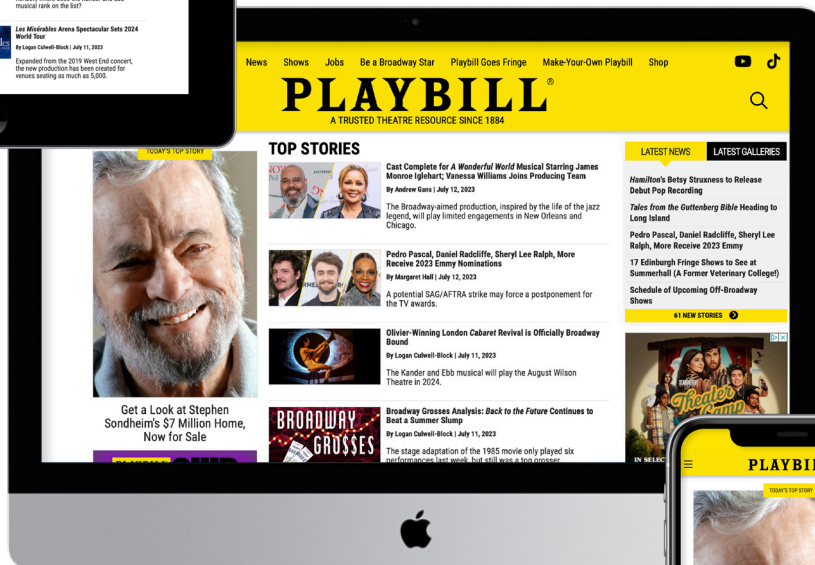 musical rank on the list?
Les Misérables Arena Spectacular Sets 2024
World Tour
By Logan Culwell-Block | July 11, 2023
Expanded from the 2019 West End concert,
the new production has been created for
venues seating as much as 5,000.
News Shows Jobs Be a Broadway Star Playbill Goes Fringe Make-Your-Own Playbill Shop
PLAYBILL®
A TRUSTED THEATRE RESOURCE SINCE 1884
TODAY'S TOP STORY
Get a Look at Stephen
Sondheim's $7 Million Home,
Now for Sale
TOP STORIES
Cast Complete for A Wonderful World Musical Starring James
Monroe Iglehart; Vanessa Williams Joins Producing Team
By Andrew Gans | July 12, 2023
The Broadway-aimed production, inspired by the life of the jazz
legend, will play limited engagements in New Orleans and
Chicago.
Pedro Pascal, Daniel Radcliffe, Sheryl Lee Ralph, More
Receive 2023 Emmy Nominations
By Margaret Hall | July 12, 2023
A potential SAG/AFTRA strike may force a postponement for
the TV awards.
Olivier-Winning London Cabaret Revival is Officially Broadway
Bound
By Logan Culwell-Block | July 11, 2023
The Kander and Ebb musical will play the August Wilson
Theatre in 2024.
BROADWAY
GRO$$ES
Broadway Grosses Analysis: Back to the Future Continues to
Beat a Summer Slump
By Logan Culwell-Block | July 11, 2023
The stage adaptation of the 1985 movie only played six
performances last week, but still was a top grosser
LATEST NEWS LATEST GALLERIES
Hamilton's Betsy Struxness to Release
Debut Pop Recording
Tales from the Guttenberg Bible Heading to
Long Island
Pedro Pascal, Daniel Radcliffe, Sheryl Lee
Ralph, More Receive 2023 Emmy
17 Edinburgh Fringe Shows to See at
Summerhall (A Former Veterinary College!)
Schedule of Upcoming Off-Broadway
Shows
61 NEW STORIES
Theater
Camp
IN SELEC
PLAYBI
TODAY'S TOP STORY